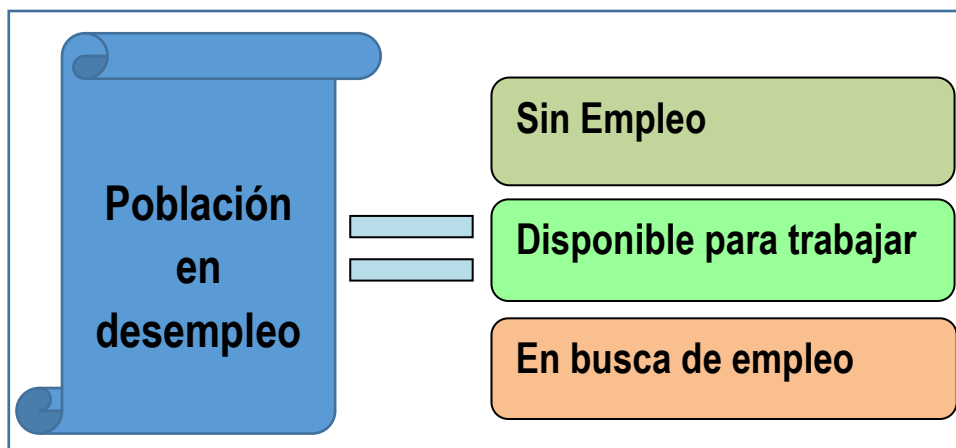 Población
en
desempleo
Sin Empleo
Disponible para trabajar
En busca de empleo